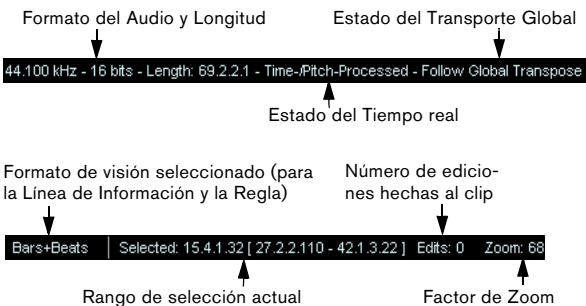 Formato del Audio y Longitud
Estado del Transporte Global
44.100 kHz - 16 bits - Length: 69.2.2.1 - Time-/Pitch-Processed - Follow Global Transpose
Estado del Tiempo real
Formato de visión seleccionado (para
la Línea de Información y la Regla)
Número de edicio-
nes hechas al clip
Bars+Beats | Selected: 15.4.1.32 [ 27.2.2.110 - 42.1.3.22 ] Edits: 0 Zoom: 68
Rango de selección actual
Factor de Zoom